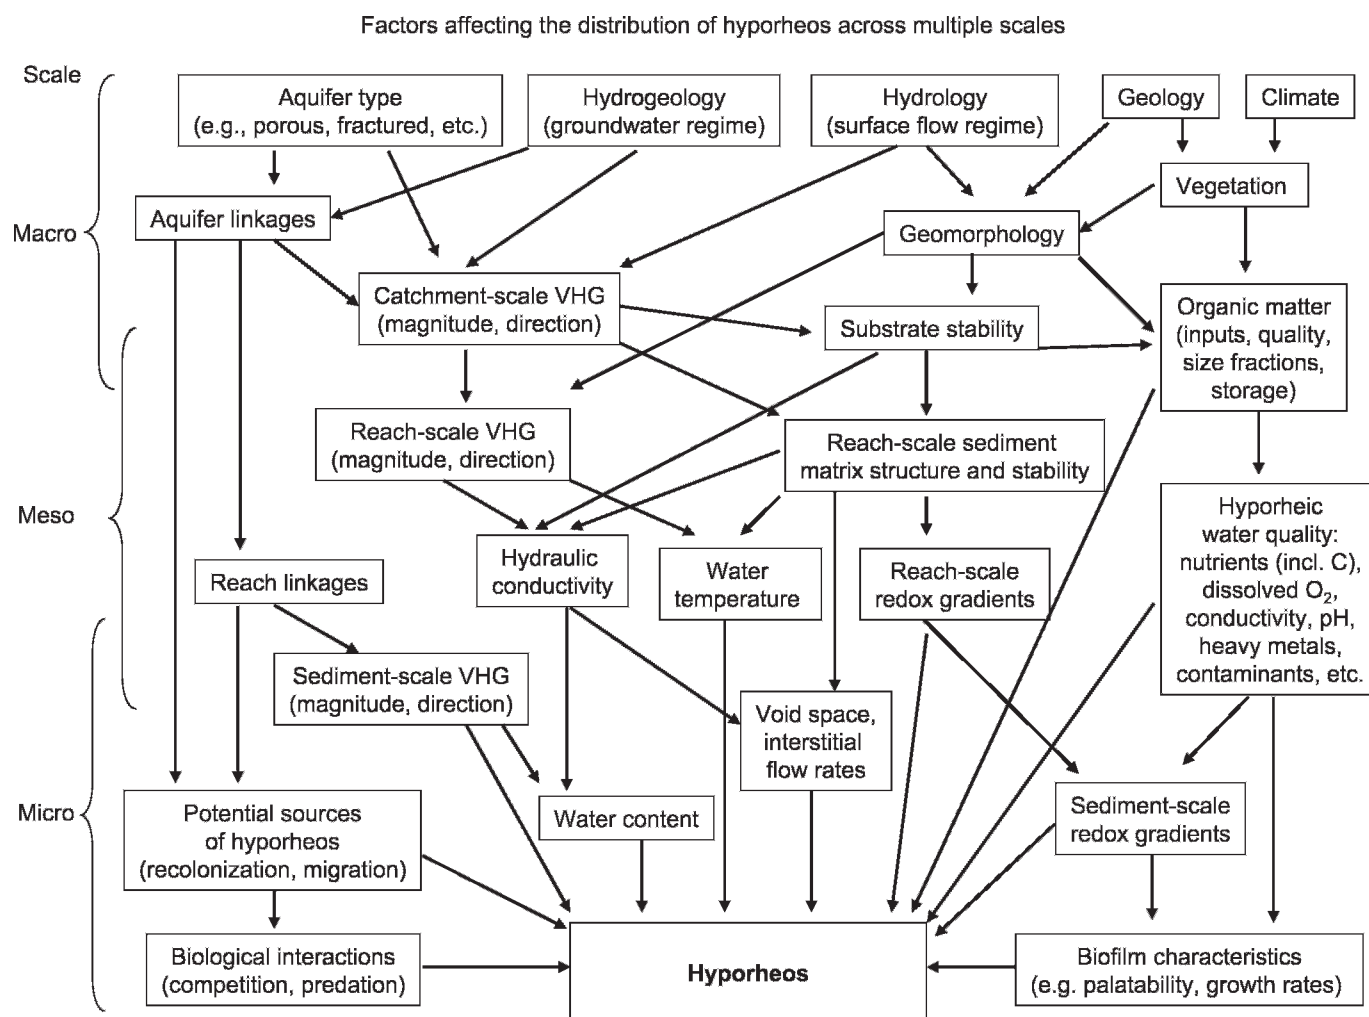 Factors affecting the distribution of hyporheos across multiple scales
Scale
Aquifer type
(e.g., porous, fractured, etc.)
Hydrogeology
(groundwater regime)
Hydrology
(surface flow regime)
Geology
Climate
Vegetation
Aquifer linkages
Macro
Geomorphology
Catchment-scale VHG
(magnitude, direction)
Substrate stability
Organic matter
(inputs, quality,
size fractions,
storage)
Reach-scale VHG
(magnitude, direction)
Reach-scale sediment
matrix structure and stability
Meso
Hyporheic
water quality:
nutrients (incl. C),
dissolved O2,
conductivity, pH,
heavy metals,
contaminants, etc.
Hydraulic
conductivity
Water
temperature
Reach-scale
redox gradients
Reach linkages
Sediment-scale VHG
(magnitude, direction)
Void space,
interstitial
flow rates
Micro
Potential sources
of hyporheos
(recolonization, migration)
Water content
Sediment-scale
redox gradients
Biological interactions
(competition, predation)
Hyporheos
Biofilm characteristics
(e.g. palatability, growth rates)